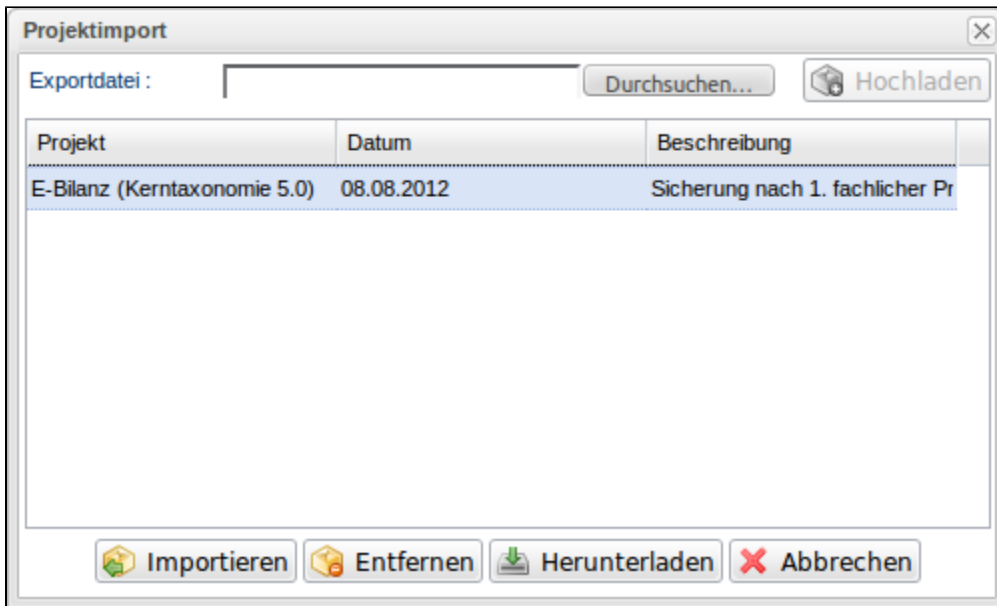 Projektimport
Exportdatei : Durchsuchen... Hochladen
Projekt Datum Beschreibung
E-Bilanz (Kerntaxonomie 5.0) 08.08.2012 Sicherung nach 1. fachlicher Pr
Importieren Entfernen Herunterladen Abbrechen